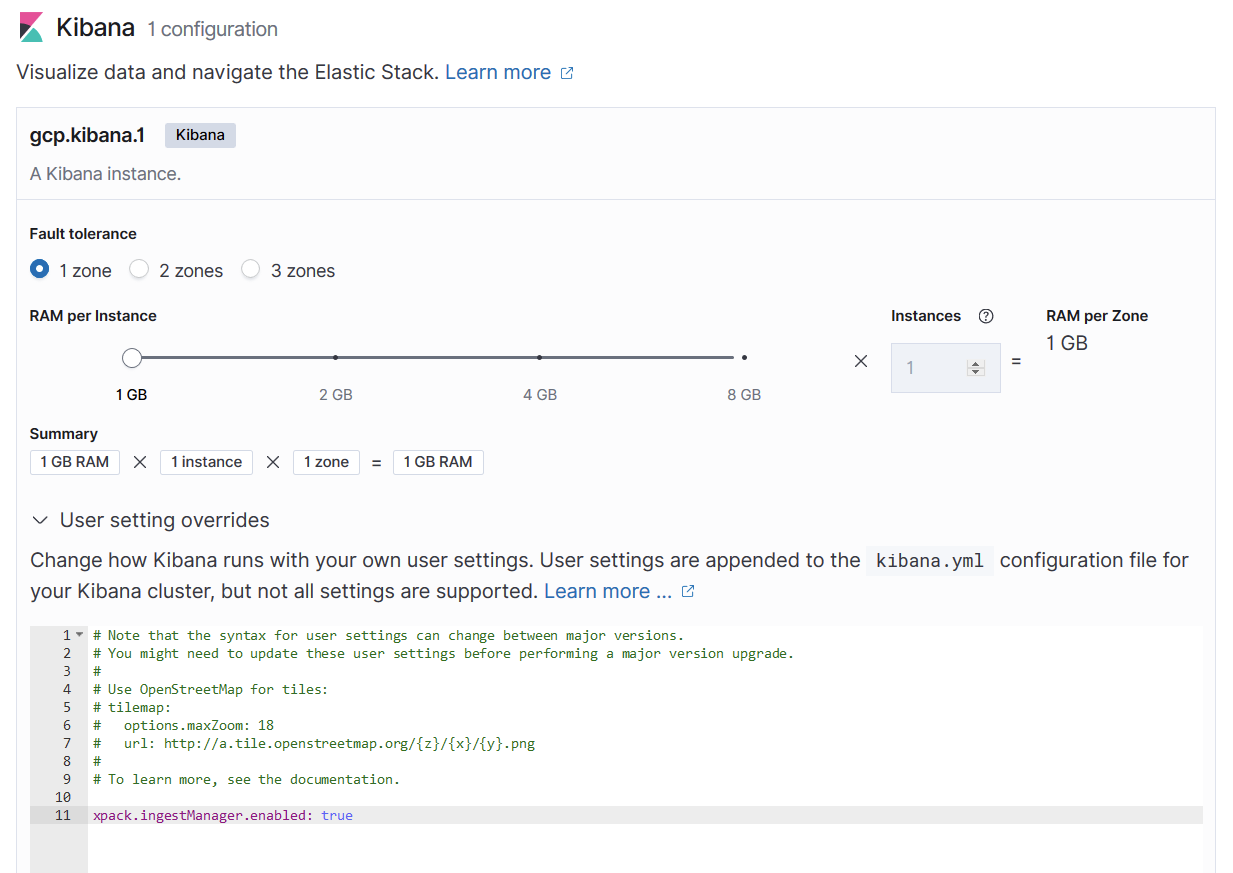 Kibana 1 configuration
Visualize data and navigate the Elastic Stack. Learn more
gcp.kibana.1 Kibana
A Kibana instance.
Fault tolerance
1 zone 2 zones 3 zones
RAM per Instance Instances RAM per Zone
1 GB
× 1 =
1 GB 2 GB 4 GB 8 GB
Summary
1 GB RAM × 1 instance × 1 zone = 1 GB RAM
User setting overrides
Change how Kibana runs with your own user settings. User settings are appended to the kibana.yml configuration file for
your Kibana cluster, but not all settings are supported. Learn more ...
1 # Note that the syntax for user settings can change between major versions.
2 # You might need to update these user settings before performing a major version upgrade.
3 #
4 # Use OpenStreetMap for tiles:
5 # tilemap:
6 #   options.maxZoom: 18
7 #   url: http://a.tile.openstreetmap.org/{z}/{x}/{y}.png
8 #
9 # To learn more, see the documentation.
10
11 xpack.ingestManager.enabled: true